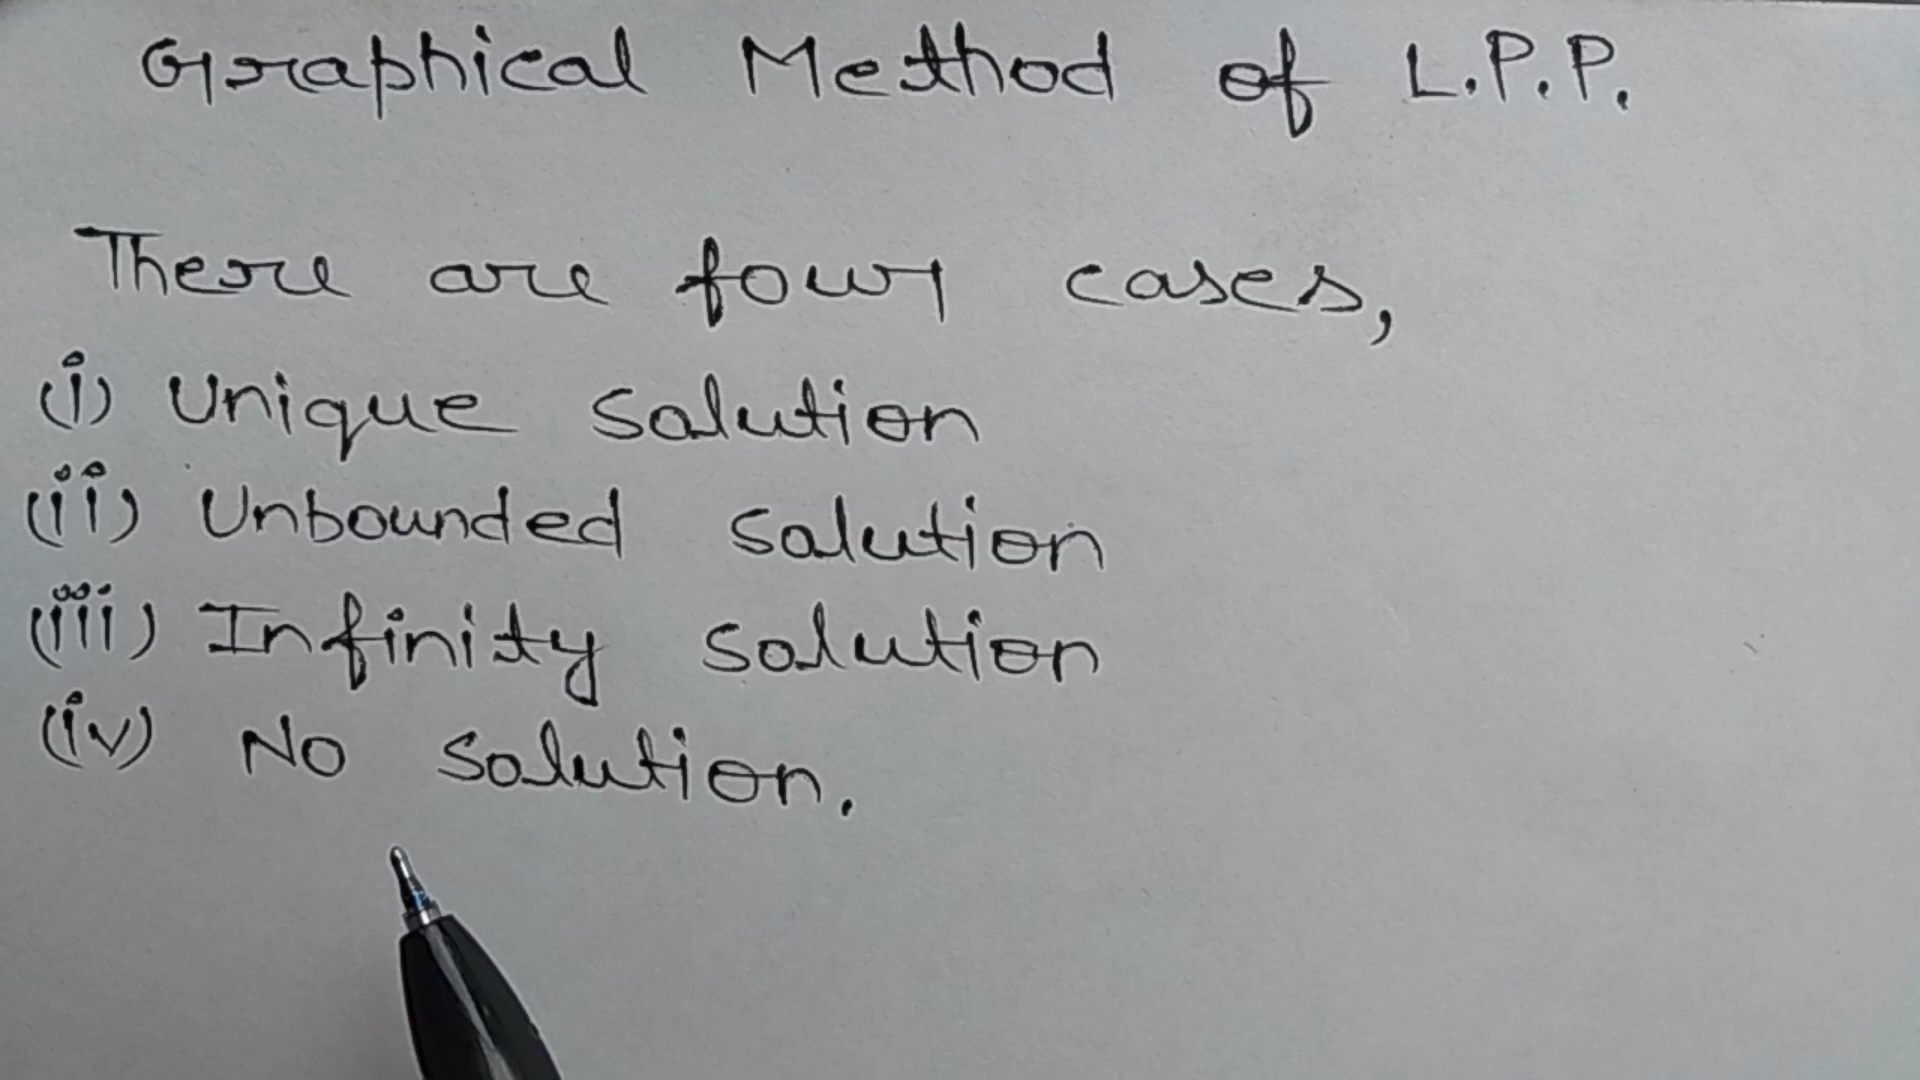 Graphical Method of L.P.P.
There are four cases,
(i) Unique Solution
(ii) Unbounded Solution
(iii) Infinity Solution
(iv) No Solution.